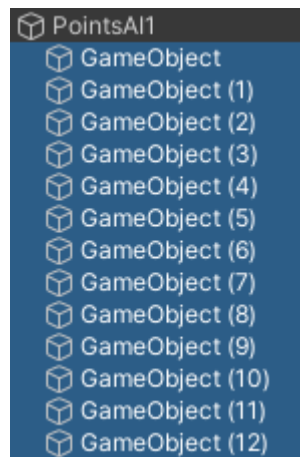 PointsAI1
GameObject
GameObject (1)
GameObject (2)
GameObject (3)
GameObject (4)
GameObject (5)
GameObject (6)
GameObject (7)
GameObject (8)
GameObject (9)
GameObject (10)
GameObject (11)
GameObject (12)